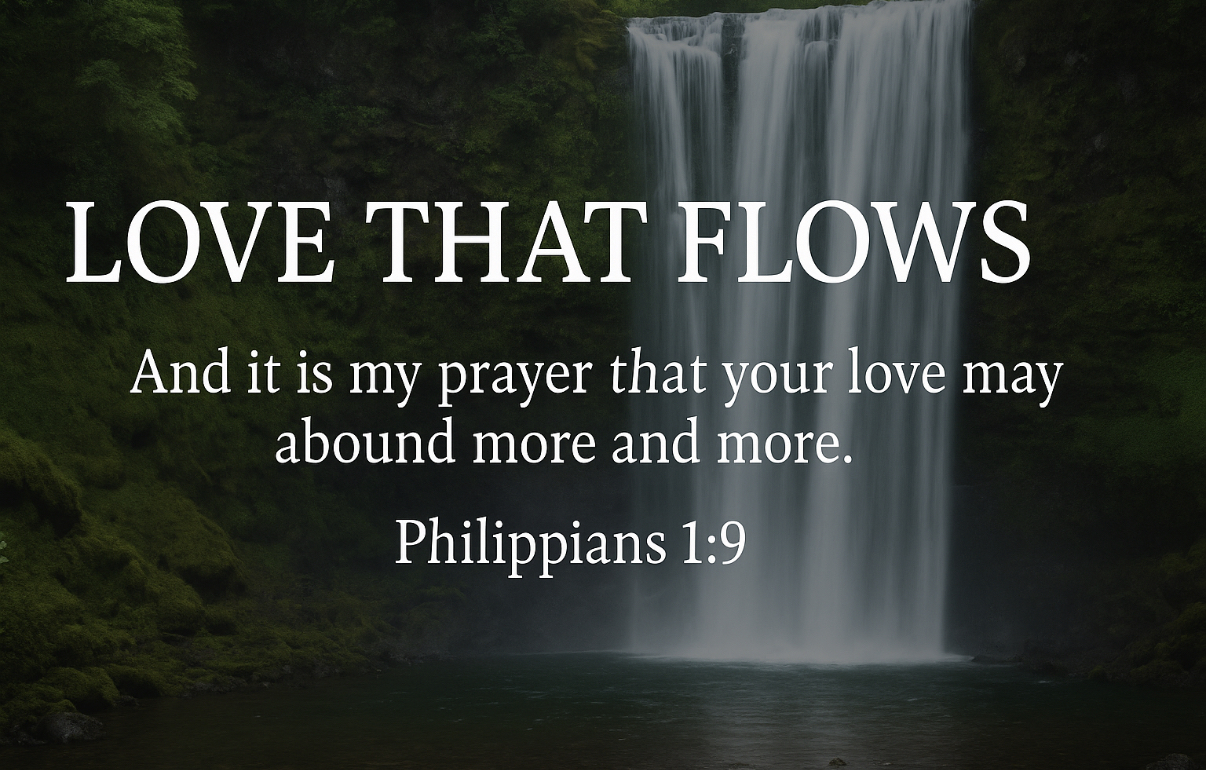 LOVE THAT FLOWS
And it is my prayer that your love may
abound more and more.
Philippians 1:9